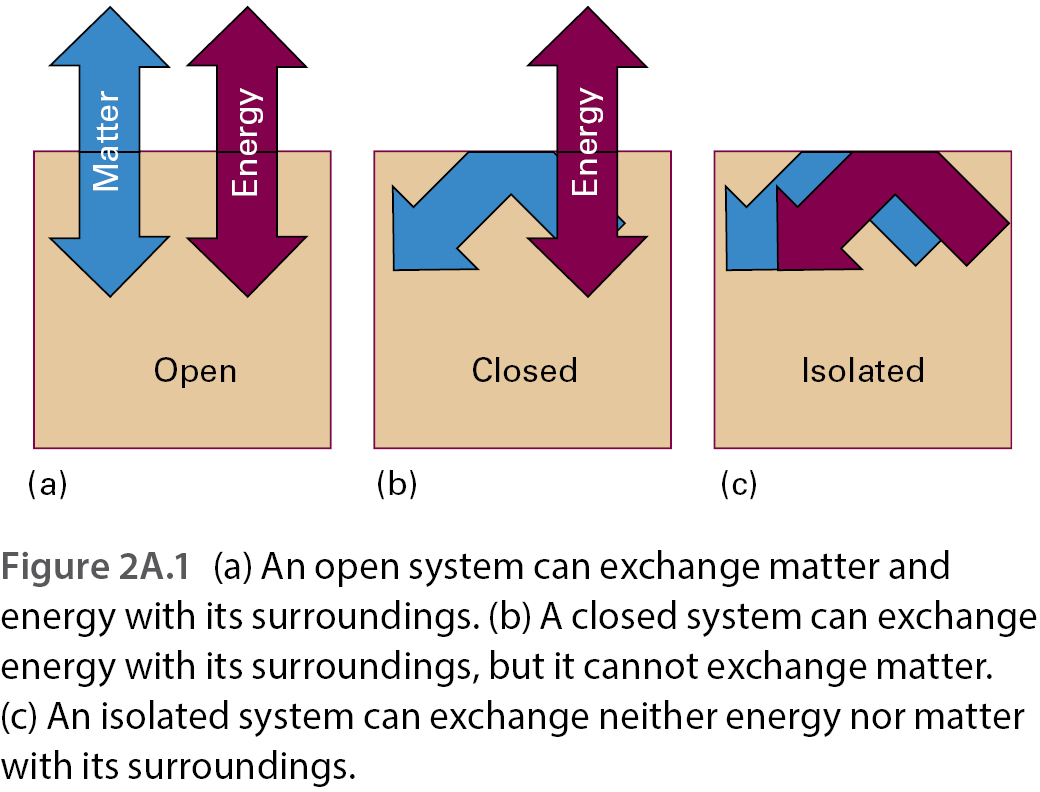 Matter
Energy
Energy
Open
Closed
Isolated
(a)
(b)
(c)
Figure 2A.1 (a) An open system can exchange matter and
energy with its surroundings. (b) A closed system can exchange
energy with its surroundings, but it cannot exchange matter.
(c) An isolated system can exchange neither energy nor matter
with its surroundings.